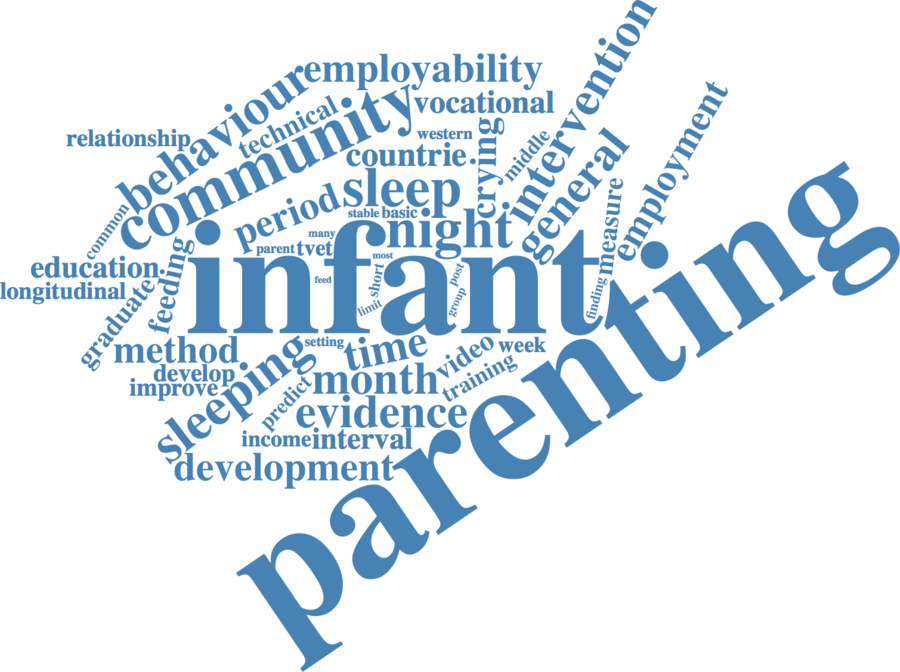 employability
intervention
behaviour
community
vocational
technical
relationship
western
crying
middle
employment
countrie
general
sleep
period
stable
basic
common
night
measure
many
parent
tvet
most
education
feeding
infant
feed
short
post
longitudinal
graduate
limit
group
finding
parenting
method
setting
time
video
week
develop
sleeping
improve
predict
month
training
evidence
income
interval
development